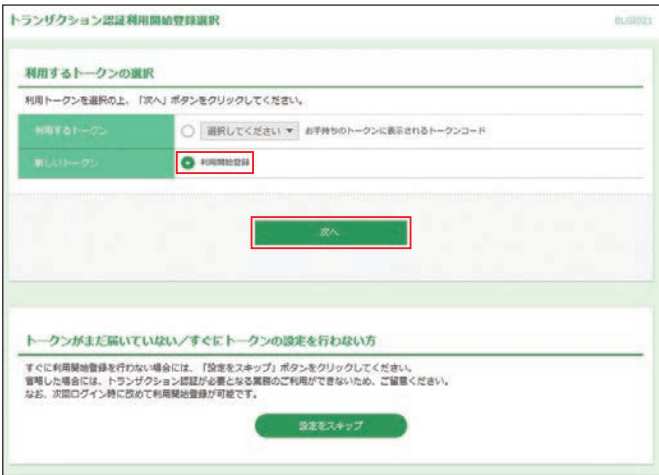 トランザクション認証利用開始登録選択
BLGI021
利用するトークンの選択
利用トークンを選択の上、「次へ」ボタンをクリックしてください。
利用するトークン
選択してください ▼ お手持ちのトークンに表示されるトークンコード
新しいトークン
利用開始登録
次へ
トークンがまだ届いていない／すぐにトークンの設定を行わない方
すぐに利用開始登録を行わない場合には、「設定をスキップ」ボタンをクリックしてください。
省略した場合には、トランザクション認証が必要となる業務のご利用ができないため、ご留意ください。
なお、次回ログイン時に改めて利用開始登録が可能です。
設定をスキップ